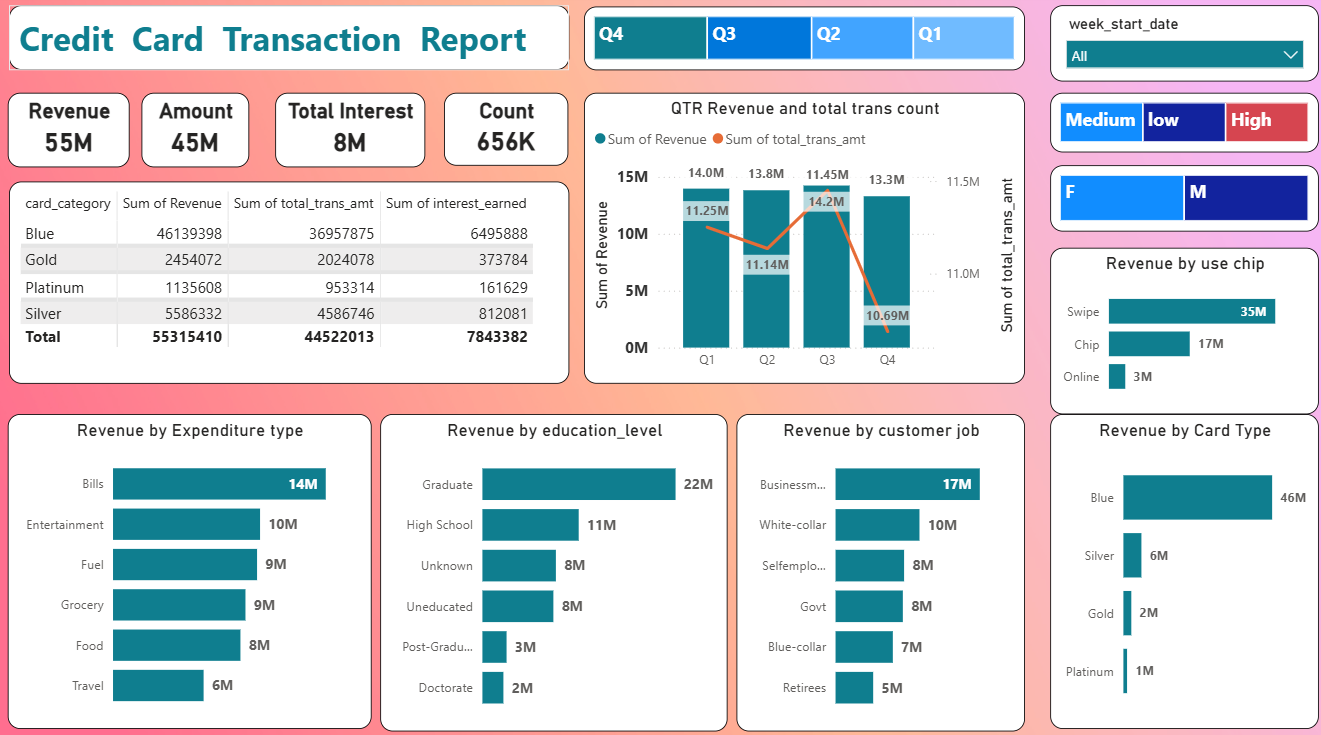 Credit Card Transaction Report
Q4 Q3 Q2 Q1
week_start_date
All
Revenue
55M
Amount
45M
Total Interest
8M
Count
656K
Medium low High
F M
card_category Sum of Revenue Sum of total_trans_amt Sum of interest_earned
Blue 46139398 36957875 6495888
Gold 2454072 2024078 373784
Platinum 1135608 953314 161629
Silver 5586332 4586746 812081
Total 55315410 44522013 7843382
QTR Revenue and total trans count
Sum of Revenue Sum of total_trans_amt
Sum of Revenue
15M
10M
5M
0M
14.0M 13.8M 11.45M 13.3M
11.25M 11.14M 14.2M 10.69M
Q1 Q2 Q3 Q4
11.5M
11.0M
Sum of total_trans_amt
Revenue by use chip
Swipe 35M
Chip 17M
Online 3M
Revenue by Expenditure type
Bills 14M
Entertainment 10M
Fuel 9M
Grocery 9M
Food 8M
Travel 6M
Revenue by education_level
Graduate 22M
High School 11M
Unknown 8M
Uneducated 8M
Post-Gradu... 3M
Doctorate 2M
Revenue by customer job
Businessm... 17M
White-collar 10M
Selfemplo... 8M
Govt 8M
Blue-collar 7M
Retirees 5M
Revenue by Card Type
Blue 46M
Silver 6M
Gold 2M
Platinum 1M